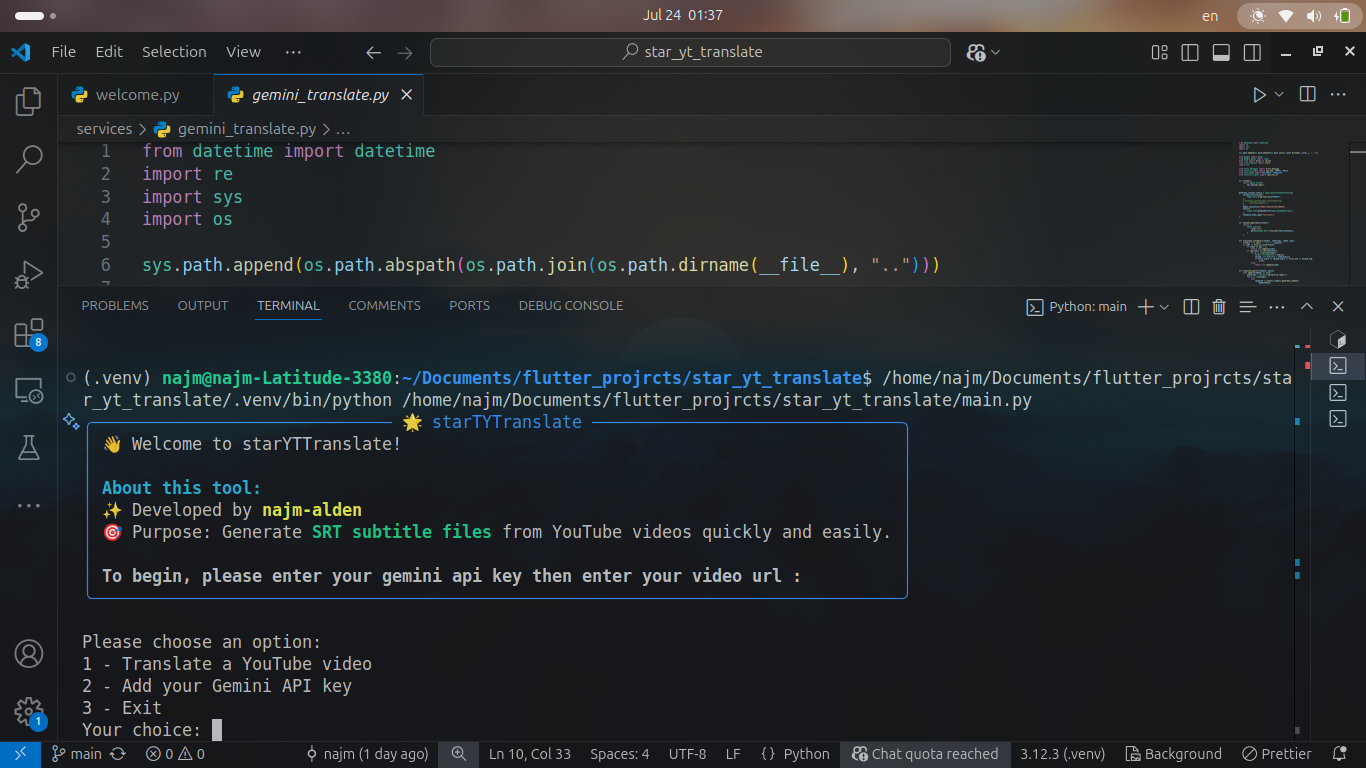 Jul 24 01:37
en
File Edit Selection View ···
star_yt_translate
welcome.py
gemini_translate.py
services > gemini_translate.py > ...
1 from datetime import datetime
2 import re
3 import sys
4 import os
5
6 sys.path.append(os.path.abspath(os.path.join(os.path.dirname(__file__), "..")))
PROBLEMS OUTPUT TERMINAL COMMENTS PORTS DEBUG CONSOLE
Python: main
(.venv) najm@najm-Latitude-3380:~/Documents/flutter_projrcts/star_yt_translate$ /home/najm/Documents/flutter_projrcts/sta
r_yt_translate/.venv/bin/python /home/najm/Documents/flutter_projrcts/star_yt_translate/main.py
🌟 starTYTranslate
👋 Welcome to starYTTranslate!
About this tool:
✨ Developed by najm-alden
🎯 Purpose: Generate SRT subtitle files from YouTube videos quickly and easily.
To begin, please enter your gemini api key then enter your video url :
Please choose an option:
1 - Translate a YouTube video
2 - Add your Gemini API key
3 - Exit
Your choice:
8
1
main 0 0 najm (1 day ago) Ln 10, Col 33 Spaces: 4 UTF-8 LF {} Python Chat quota reached 3.12.3 (.venv) Background Prettier